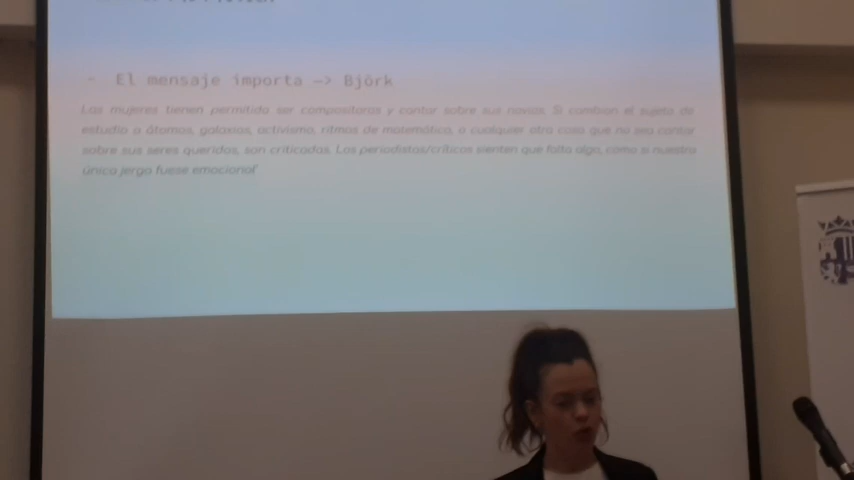 - El mensaje importa —> Björk
Las mujeres tienen permitido ser compositoras y cantar sobre sus novios. Si cambian el sujeto de
estudio a átomos, galaxias, activismo, ritmos de matemática, o cualquier otra cosa que no sea cantar
sobre sus seres queridos, son criticadas. Los periodistas/críticos sienten que falta algo, como si nuestra
única jerga fuese emocional"